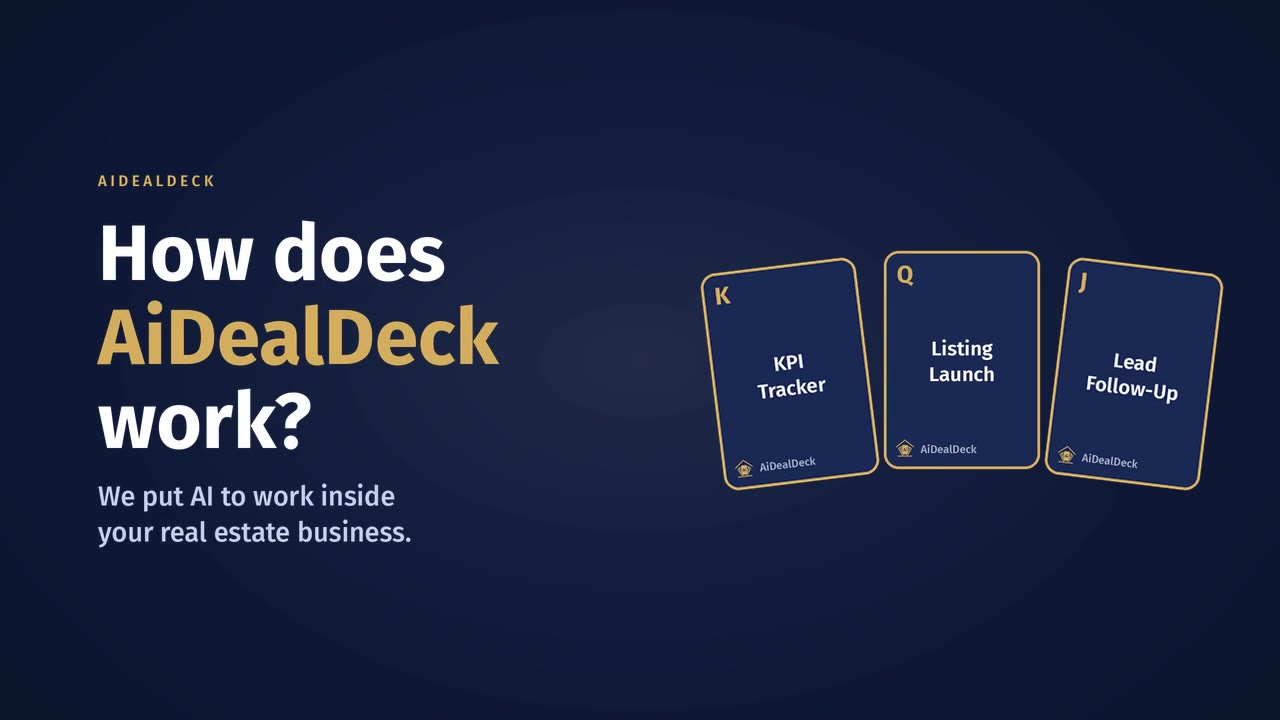 AIDEALDECK
How does
AiDealDeck
work?
We put AI to work inside
your real estate business.
K
KPI
Tracker
AiDealDeck
Q
Listing
Launch
AiDealDeck
J
Lead
Follow-Up
AiDealDeck